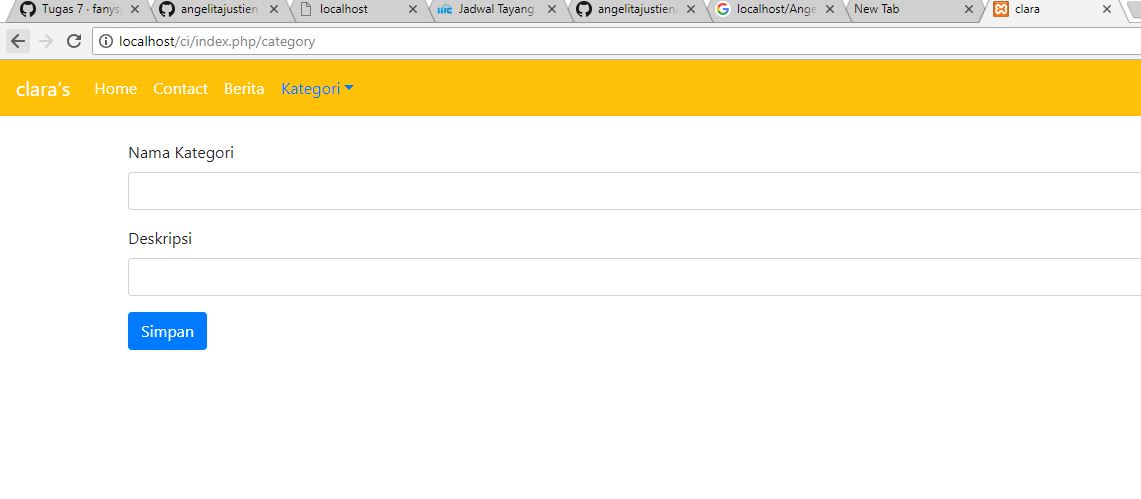 Tugas 7 · fanys
angelitajustien
localhost
Jadwal Tayang
angelitajustien
localhost/Ange
New Tab
clara
localhost/ci/index.php/category
clara's Home Contact Berita Kategori
Nama Kategori
Deskripsi
Simpan